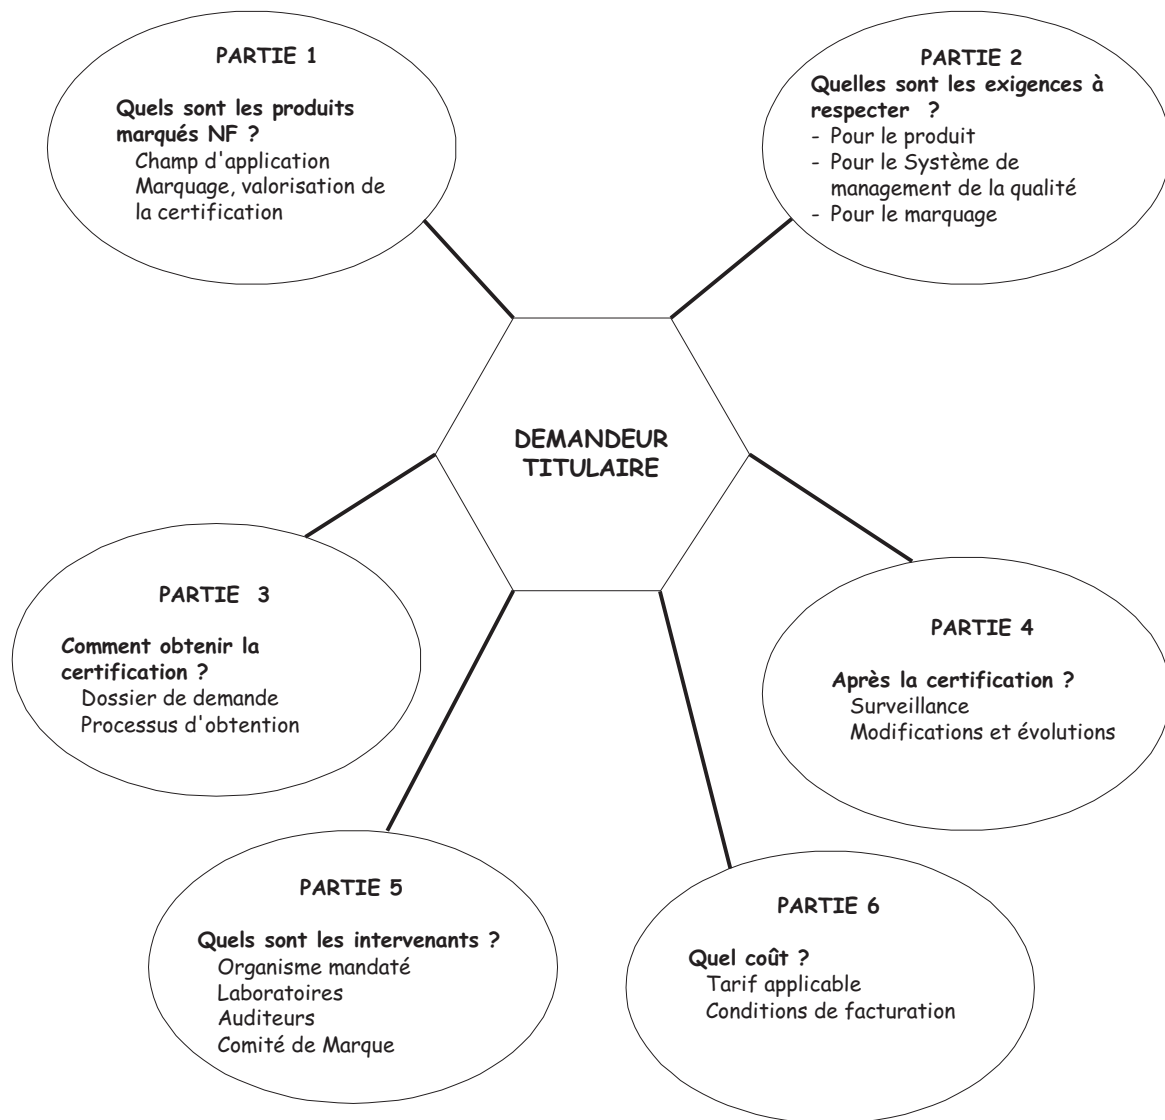 PARTIE 1
Quels sont les produits
marqués NF ?
Champ d'application
Marquage, valorisation de
la certification
PARTIE 2
Quelles sont les exigences à
respecter ?
- Pour le produit
- Pour le Système de
management de la qualité
- Pour le marquage
DEMANDEUR
TITULAIRE
PARTIE 3
Comment obtenir la
certification ?
Dossier de demande
Processus d'obtention
PARTIE 4
Après la certification ?
Surveillance
Modifications et évolutions
PARTIE 5
Quels sont les intervenants ?
Organisme mandaté
Laboratoires
Auditeurs
Comité de Marque
PARTIE 6
Quel coût ?
Tarif applicable
Conditions de facturation